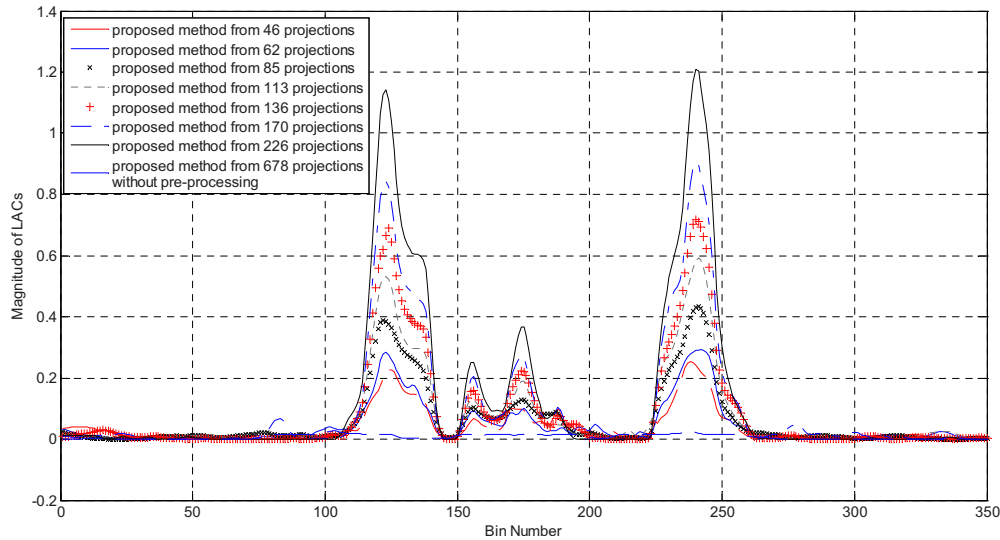 1.4
1.2
1
0.8
0.6
0.4
0.2
0
-0.2
Magnitude of LACs
proposed method from 46 projections
proposed method from 62 projections
proposed method from 85 projections
proposed method from 113 projections
proposed method from 136 projections
proposed method from 170 projections
proposed method from 226 projections
proposed method from 678 projections
without pre-processing
0 50 100 150 200 250 300 350
Bin Number